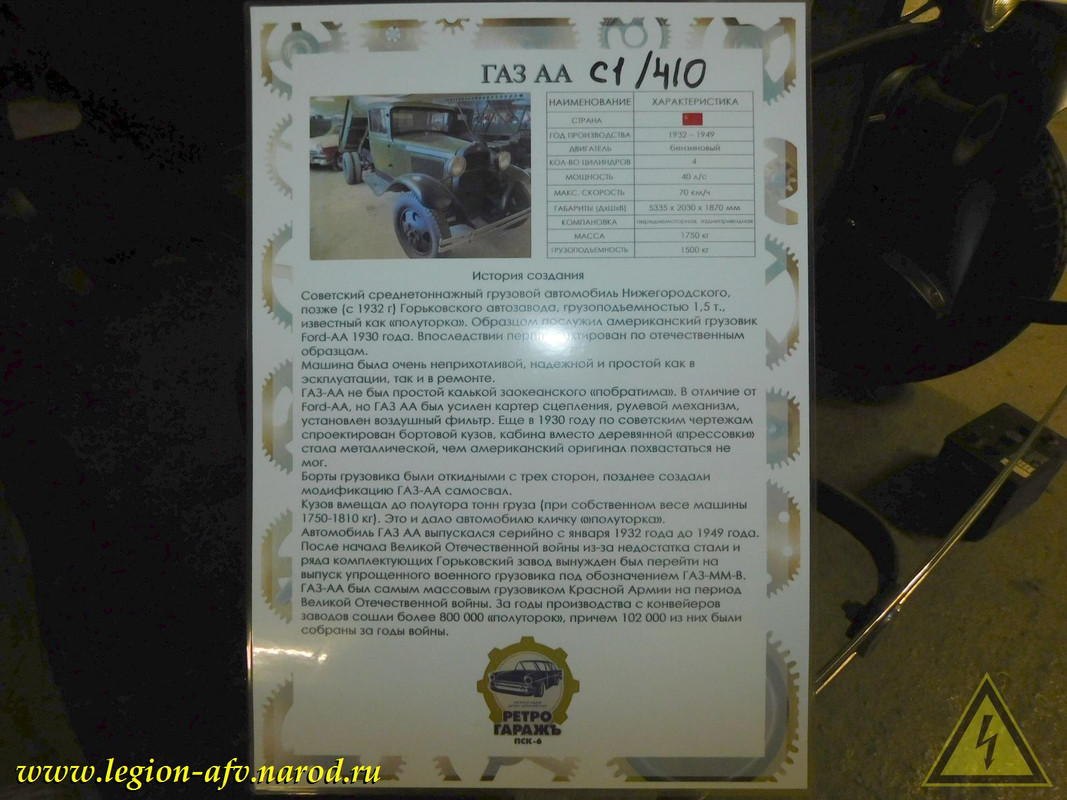 ГАЗ АА С1/410
НАИМЕНОВАНИЕ ХАРАКТЕРИСТИКА
СТРАНА
ГОД ПРОИЗВОДСТВА 1932 – 1949
ДВИГАТЕЛЬ бензиновый
КОЛ-ВО ЦИЛИНДРОВ 4
МОЩНОСТЬ 40 л/с
МАКС. СКОРОСТЬ 70 км/ч
ГАБАРИТЫ (ДхШхВ) 5335 х 2030 х 1870 мм
КОМПАНОВКА переднемоторная, заднеприводная
МАССА 1750 кг
ГРУЗОПОДЪЕМНОСТЬ 1500 кг
История создания
Советский среднетоннажный грузовой автомобиль Нижегородского,
позже (с 1932 г) Горьковского автозавода, грузоподъемностью 1,5 т.,
известный как «полуторка». Образцом послужил американский грузовик
Ford-АА 1930 года. Впоследствии по отечественным
образцам.
Машина была очень неприхотливой, надежной и простой как в
эксплуатации, так и в ремонте.
ГАЗ-АА не был простой калькой заокеанского «побратима». В отличие от
Ford-АА, но ГАЗ АА был усилен картер сцепления, рулевой механизм,
установлен воздушный фильтр. Еще в 1930 году по советским чертежам
спроектирован бортовой кузов, кабина вместо деревянной «прессовки»
стала металлической, чем американский оригинал похвастаться не
мог.
Борты грузовика были откидными с трех сторон, позднее создали
модификацию ГАЗ-АА самосвал.
Кузов вмещал до полутора тонн груза (при собственном весе машины
1750-1810 кг). Это и дало автомобилю кличку «»полуторка».
Автомобиль ГАЗ АА выпускался серийно с января 1932 года до 1949 года.
После начала Великой Отечественной войны из-за недостатка стали и
ряда комплектующих Горьковский завод вынужден был перейти на
выпуск упрощенного военного грузовика под обозначением ГАЗ-ММ-В.
ГАЗ-АА был самым массовым грузовиком Красной Армии на период
Великой Отечественной войны. За годы производства с конвейеров
заводов сошли более 800 000 «полуторок», причем 102 000 из них были
собраны за годы войны.
РЕТРО
ГАРАЖЪ
ПСК-6
www.legion-afv.narod.ru